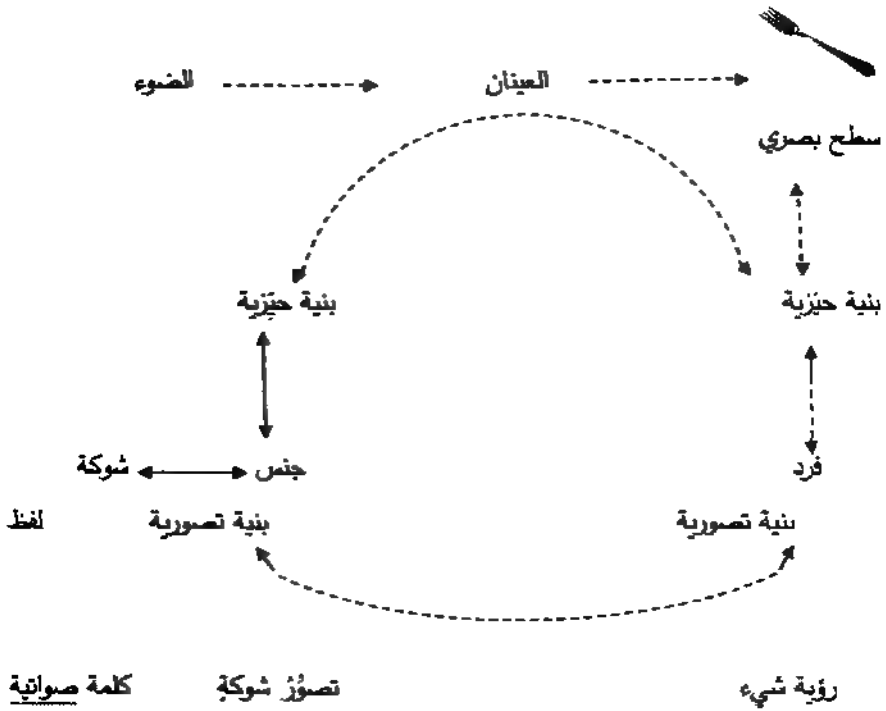 العينان
الضوء
سطح بصري
بنية حيّزية
بنية حيّزية
فرد
جنس
شوكة
بنية تصورية
بنية تصورية
لفظ
رؤية شيء
تصوُّرُ شوكةٍ
كلمة صواتية